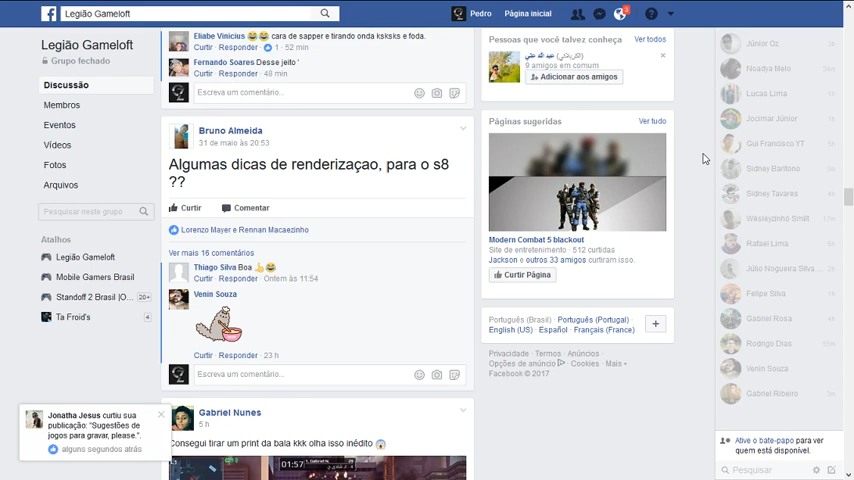 Legião Gameloft
Pedro
Página inicial
3
Legião Gameloft
Grupo fechado
Discussão
Membros
Eventos
Vídeos
Fotos
Arquivos
Pesquisar neste grupo
Atalhos
Legião Gameloft
Mobile Gamers Brasil
Standoff 2 Brasil |O... 20+
Ta Froid's 4
Jonatha Jesus curtiu sua
publicação: "Sugestões de
jogos para gravar, please.".
alguns segundos atrás
Eliabe Vinicius cara de sapper e tirando onda ksksks e foda.
Curtir · Responder · 1 · 52 min
Fernando Soares Desse jeito '
Curtir · Responder · 48 min
Escreva um comentário...
Bruno Almeida
31 de maio às 20:53
Algumas dicas de renderizaçao, para o s8
??
Curtir Comentar
Lorenzo Mayer e Rennan Macaezinho
Ver mais 16 comentários
Thiago Silva Boa
Curtir · Responder · Ontem às 11:54
Venin Souza
Curtir · Responder · 23 h
Escreva um comentário...
Gabriel Nunes
5 h
Consegui tirar um print da bala kkk olha isso inédito
01:57
Pessoas que você talvez conheça Ver todos
9 amigos em comum
Adicionar aos amigos
Páginas sugeridas Ver tudo
Modern Combat 5 blackout
Site de entretenimento · 512 curtidas
Jackson e outros 33 amigos curtiram isso.
Curtir Página
Português (Brasil) · Português (Portugal) ·
English (US) · Español · Français (France)
Privacidade · Termos · Anúncios ·
Opções de anúncio · Cookies · Mais
Facebook © 2017
Júnior Oz 3h
Noadya Melo
Lucas Lima 1h
Jocimar Júnior
Gui Francisco YT 5h
Sidney Baritono
Sidney Tavares
Wesleyzinho Smilt
Rafael Lima
Júlio Nogueira Silva ...
Felipe Silva
Gabriel Rosa
Rodrigo Dias
Venin Souza
Gabriel Ribeiro
Ative o bate-papo para ver
quem está disponível.
Pesquisar